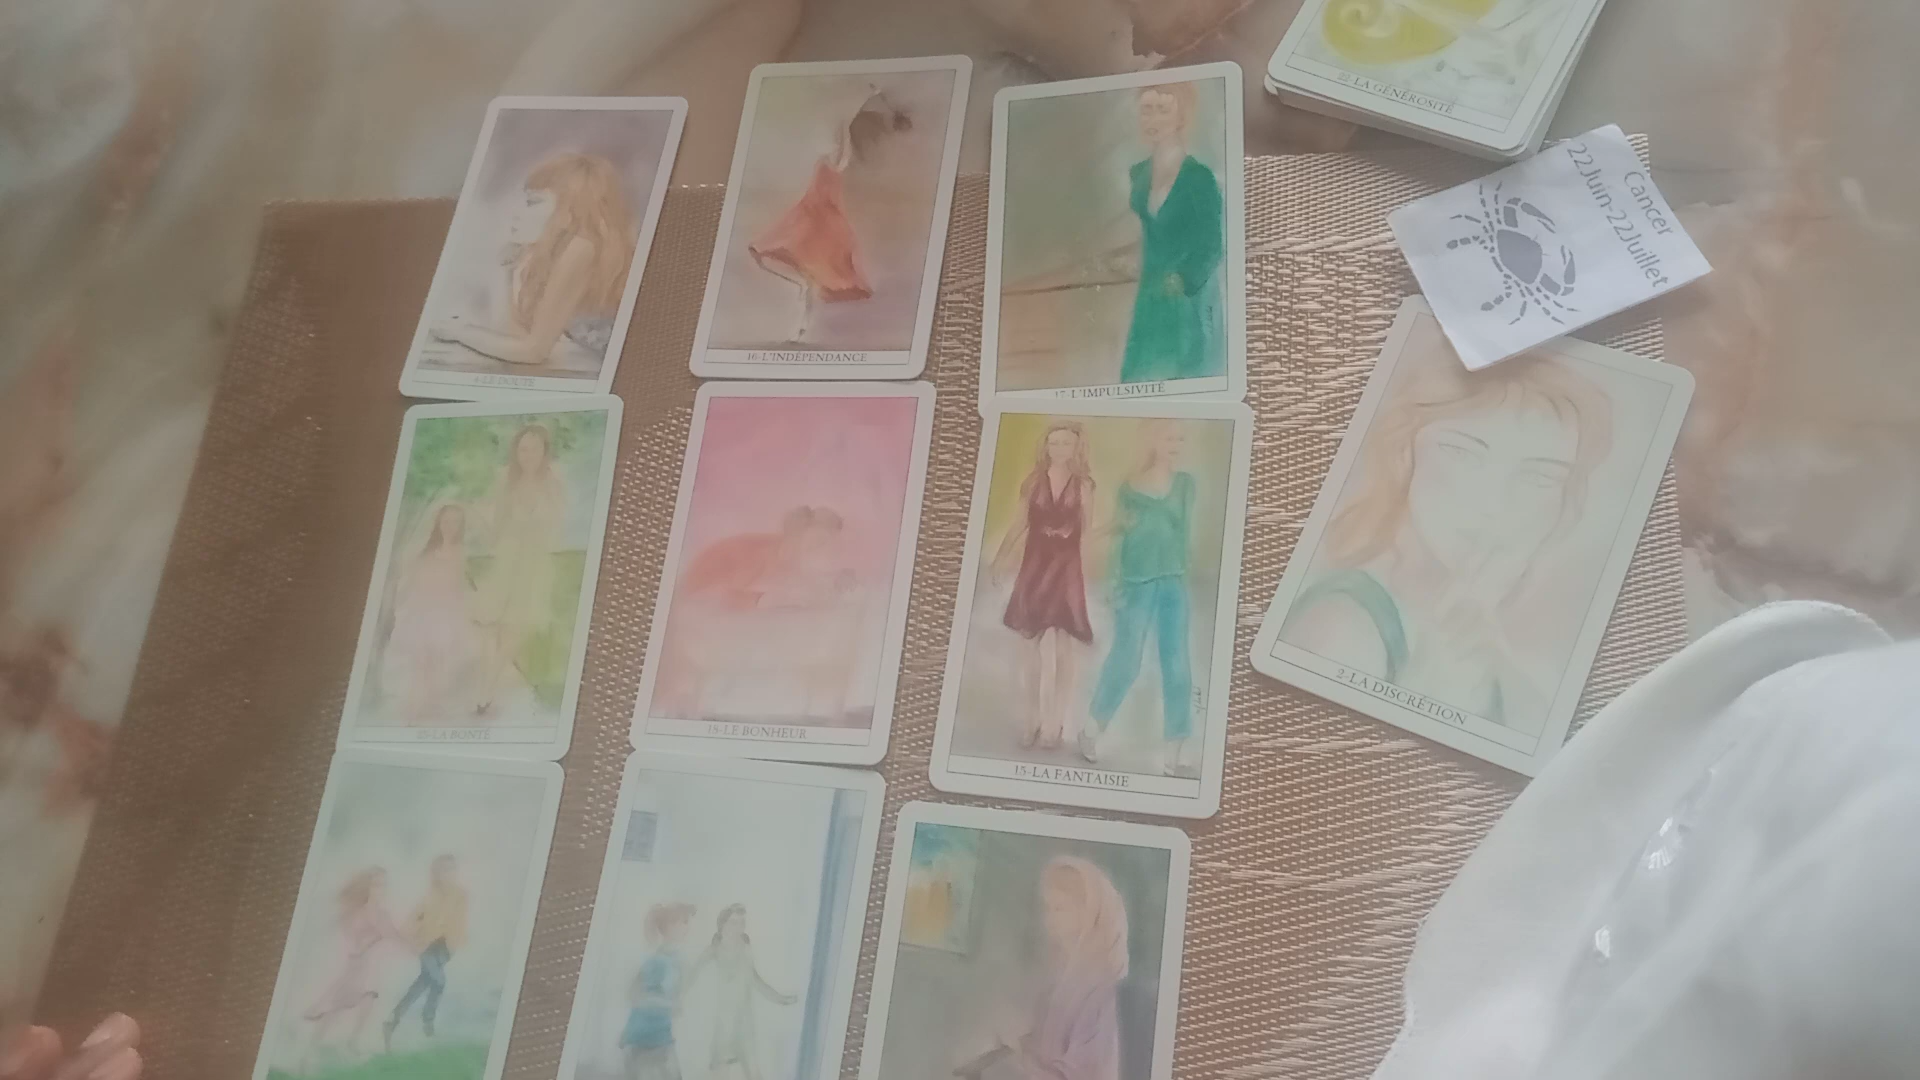 22-LA GÉNÉROSITÉ
Cancer
22Juin-22Juillet
4-LE DOUTE
16-L'INDÉPENDANCE
17-L'IMPULSIVITÉ
LA BONTÉ
18-LE BONHEUR
15-LA FANTAISIE
2-LA DISCRÉTION